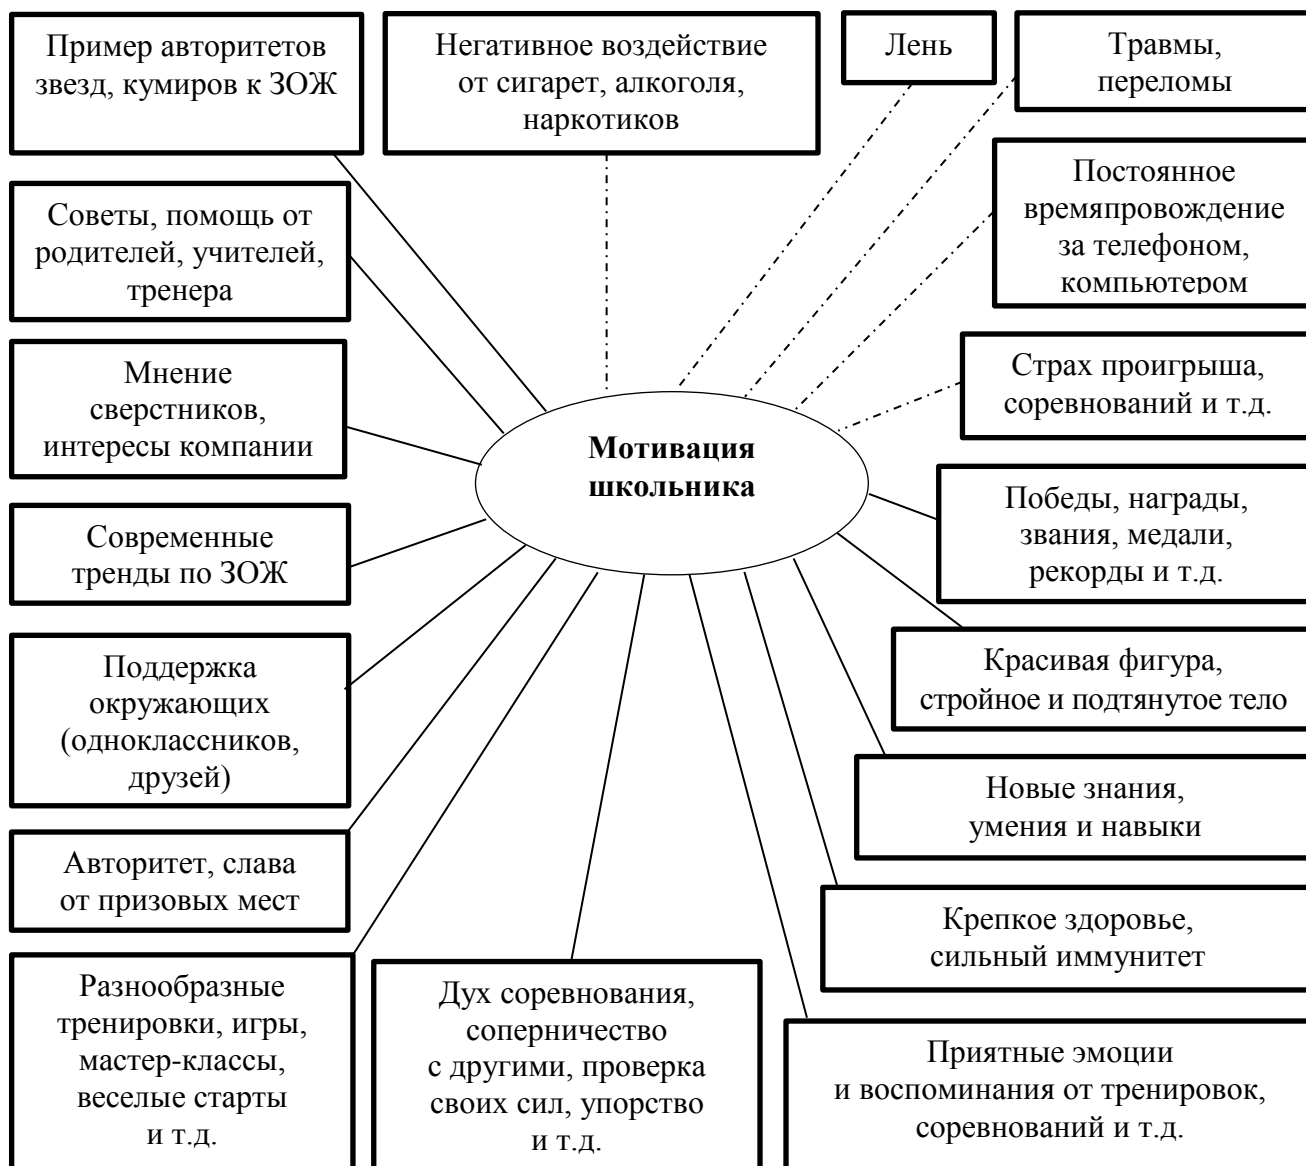 Пример авторитетов
звезд, кумиров к ЗОЖ
Негативное воздействие
от сигарет, алкоголя,
наркотиков
Лень
Травмы,
переломы
Советы, помощь от
родителей, учителей,
тренера
Постоянное
времяпровождение
за телефоном,
компьютером
Мнение
сверстников,
интересы компании
Страх проигрыша,
соревнований и т.д.
Мотивация
школьника
Современные
тренды по ЗОЖ
Победы, награды,
звания, медали,
рекорды и т.д.
Поддержка
окружающих
(одноклассников,
друзей)
Красивая фигура,
стройное и подтянутое тело
Новые знания,
умения и навыки
Авторитет, слава
от призовых мест
Крепкое здоровье,
сильный иммунитет
Разнообразные
тренировки, игры,
мастер-классы,
веселые старты
и т.д.
Дух соревнования,
соперничество
с другими, проверка
своих сил, упорство
и т.д.
Приятные эмоции
и воспоминания от тренировок,
соревнований и т.д.